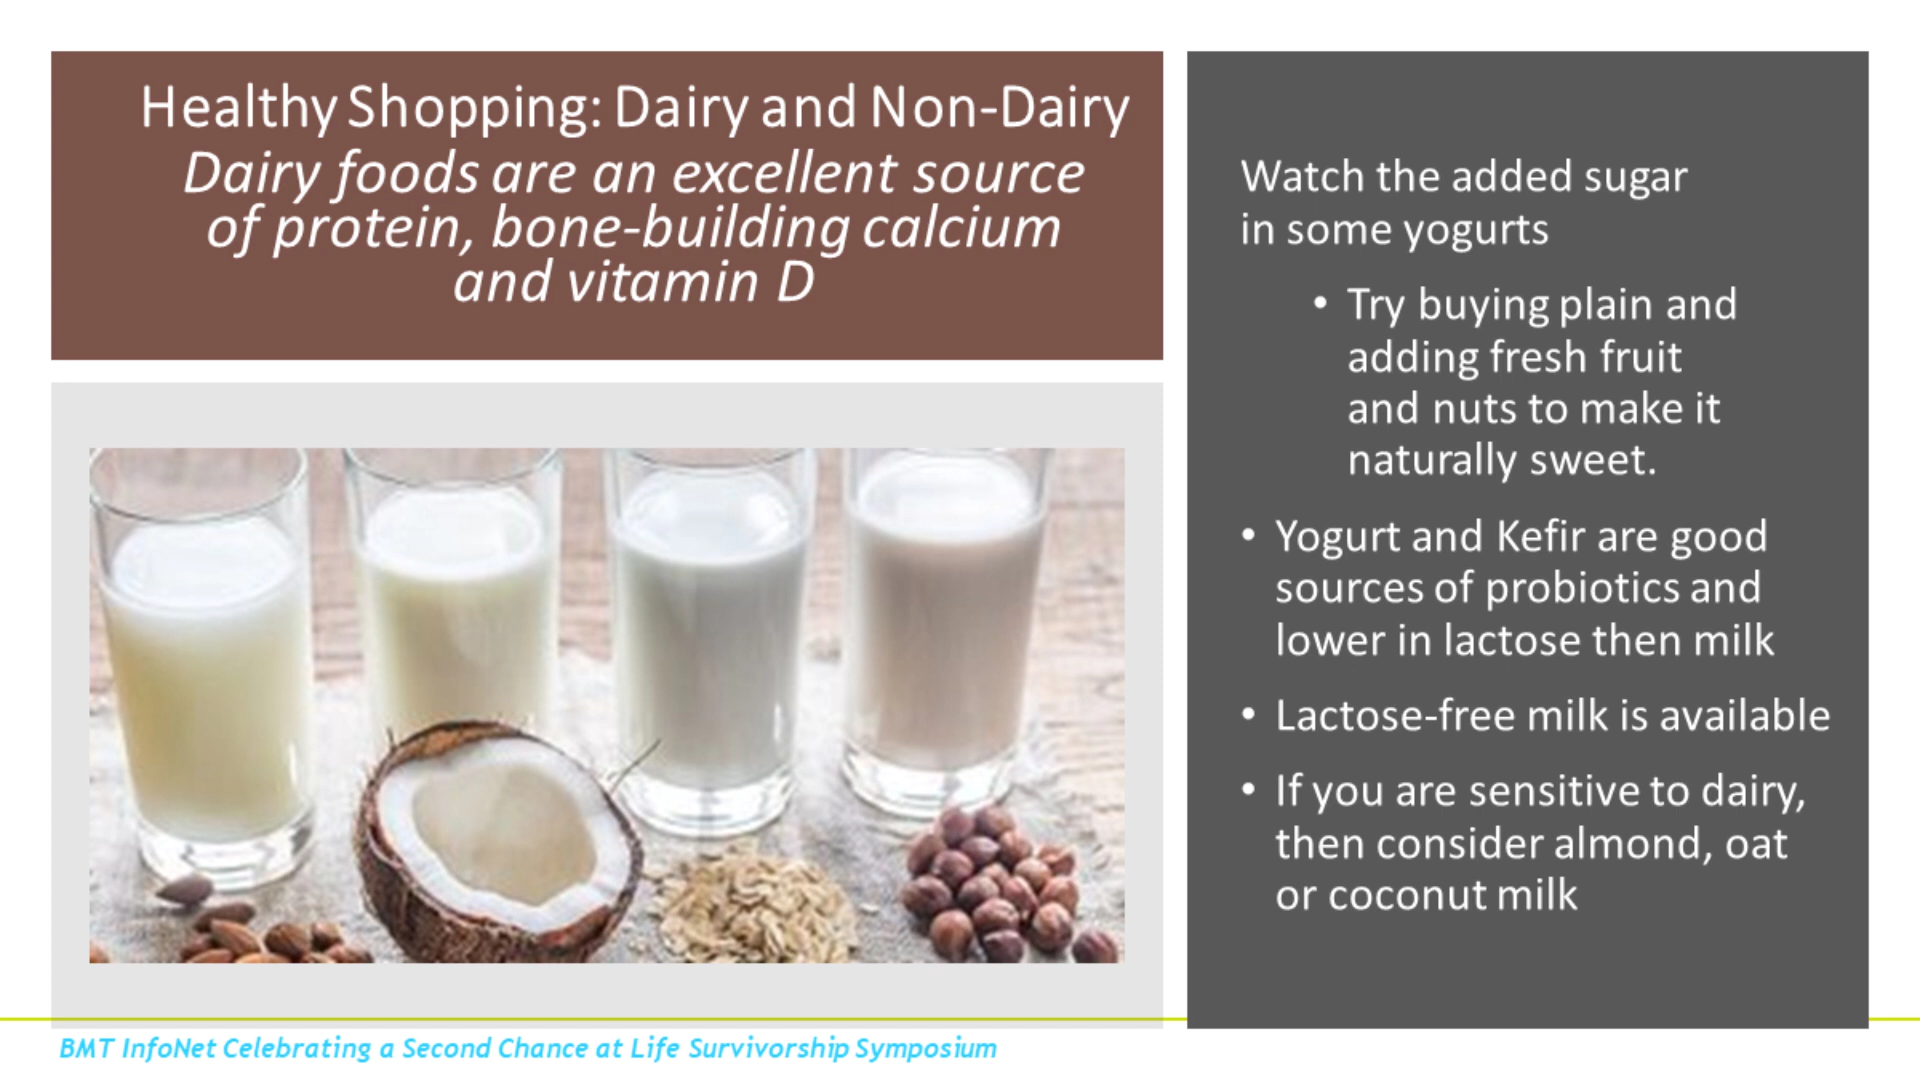 Healthy Shopping: Dairy and Non-Dairy
Dairy foods are an excellent source
of protein, bone-building calcium
and vitamin D
Watch the added sugar
in some yogurts
• Try buying plain and
adding fresh fruit
and nuts to make it
naturally sweet.
• Yogurt and Kefir are good
sources of probiotics and
lower in lactose then milk
• Lactose-free milk is available
• If you are sensitive to dairy,
then consider almond, oat
or coconut milk
BMT InfoNet Celebrating a Second Chance at Life Survivorship Symposium